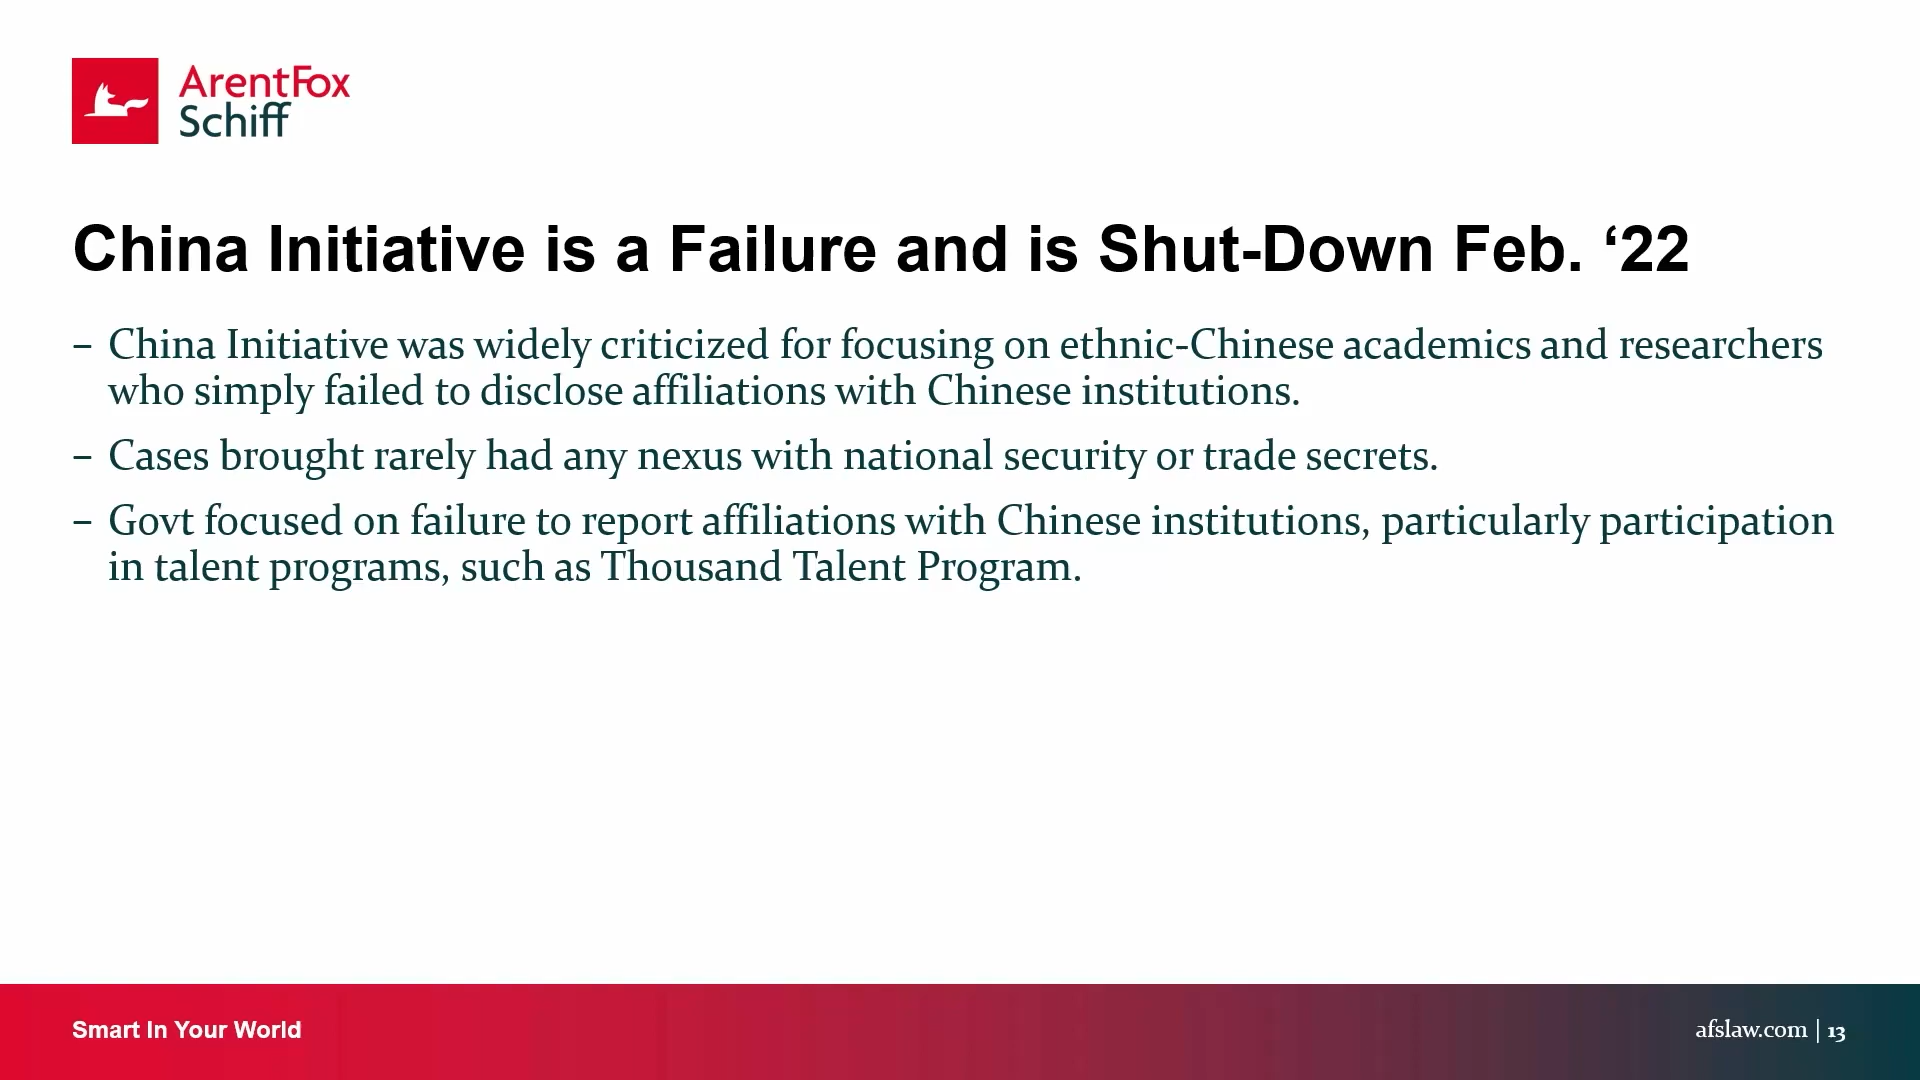 ArentFox
Schiff
China Initiative is a Failure and is Shut-Down Feb. ‘22
– China Initiative was widely criticized for focusing on ethnic-Chinese academics and researchers
who simply failed to disclose affiliations with Chinese institutions.
– Cases brought rarely had any nexus with national security or trade secrets.
– Govt focused on failure to report affiliations with Chinese institutions, particularly participation
in talent programs, such as Thousand Talent Program.
Smart In Your World
afslaw.com | 13